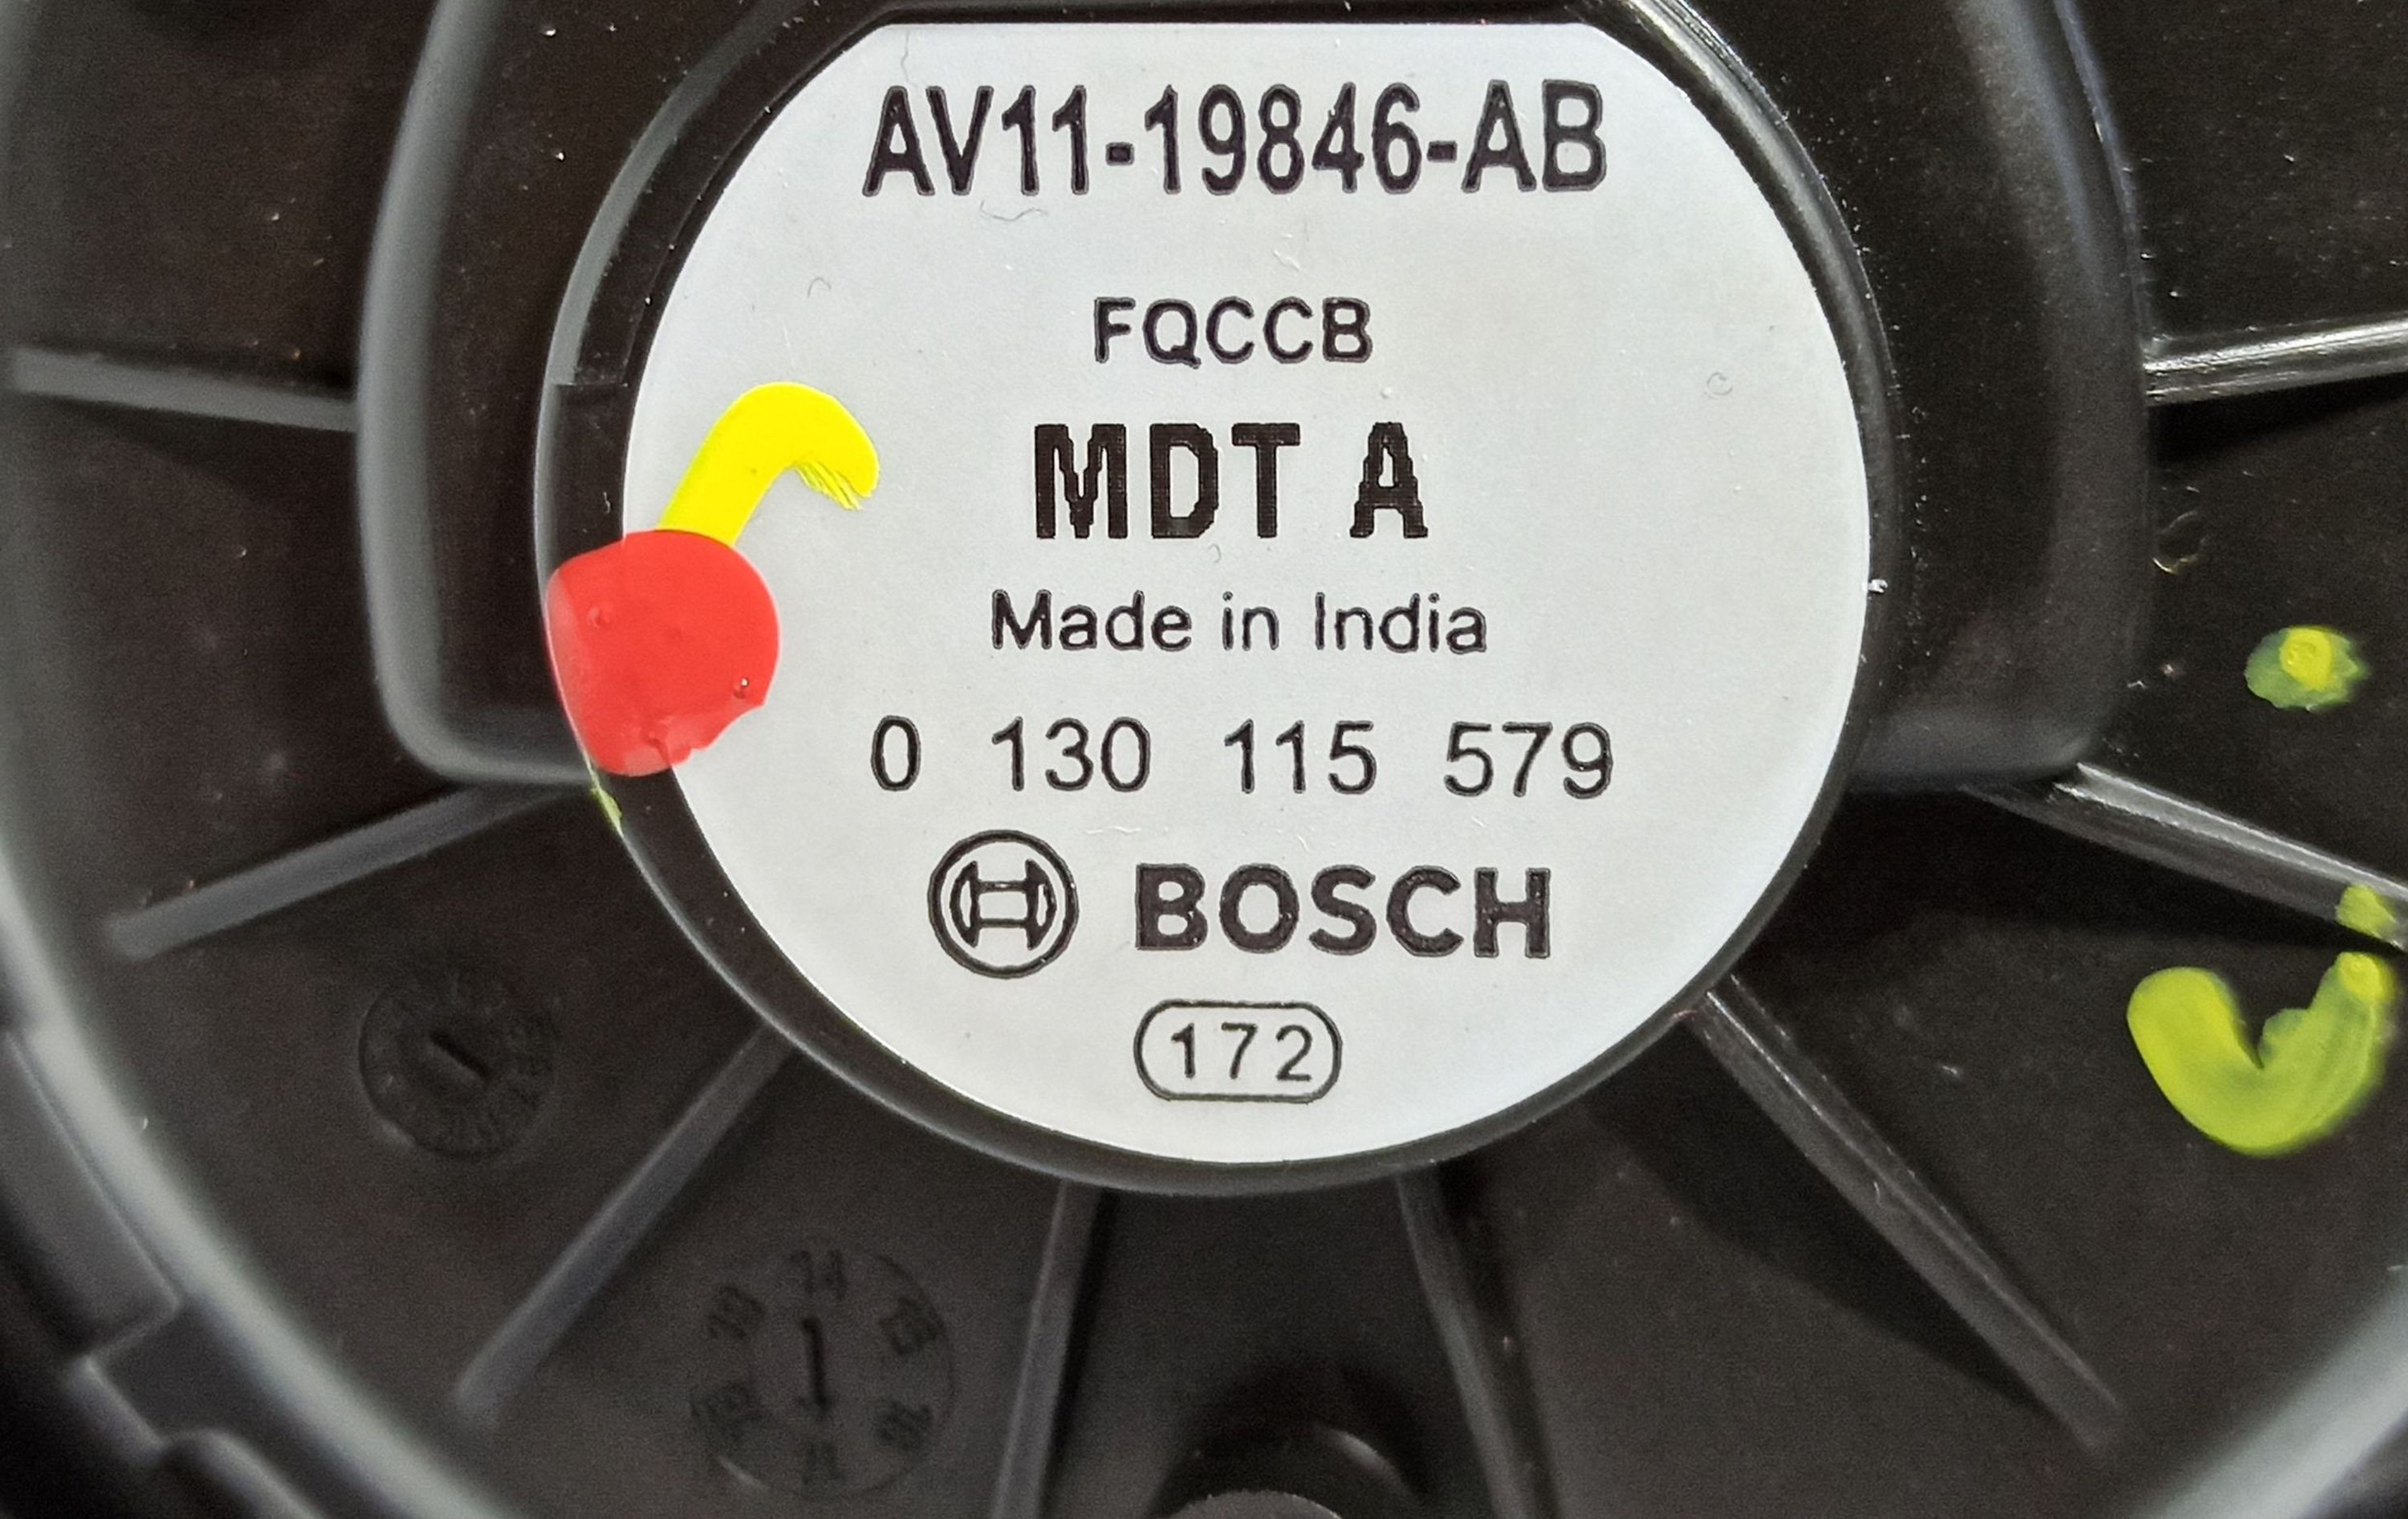 AV11-19846-AB
FQCCB
MDT A
Made in India
0 130 115 579
BOSCH
172